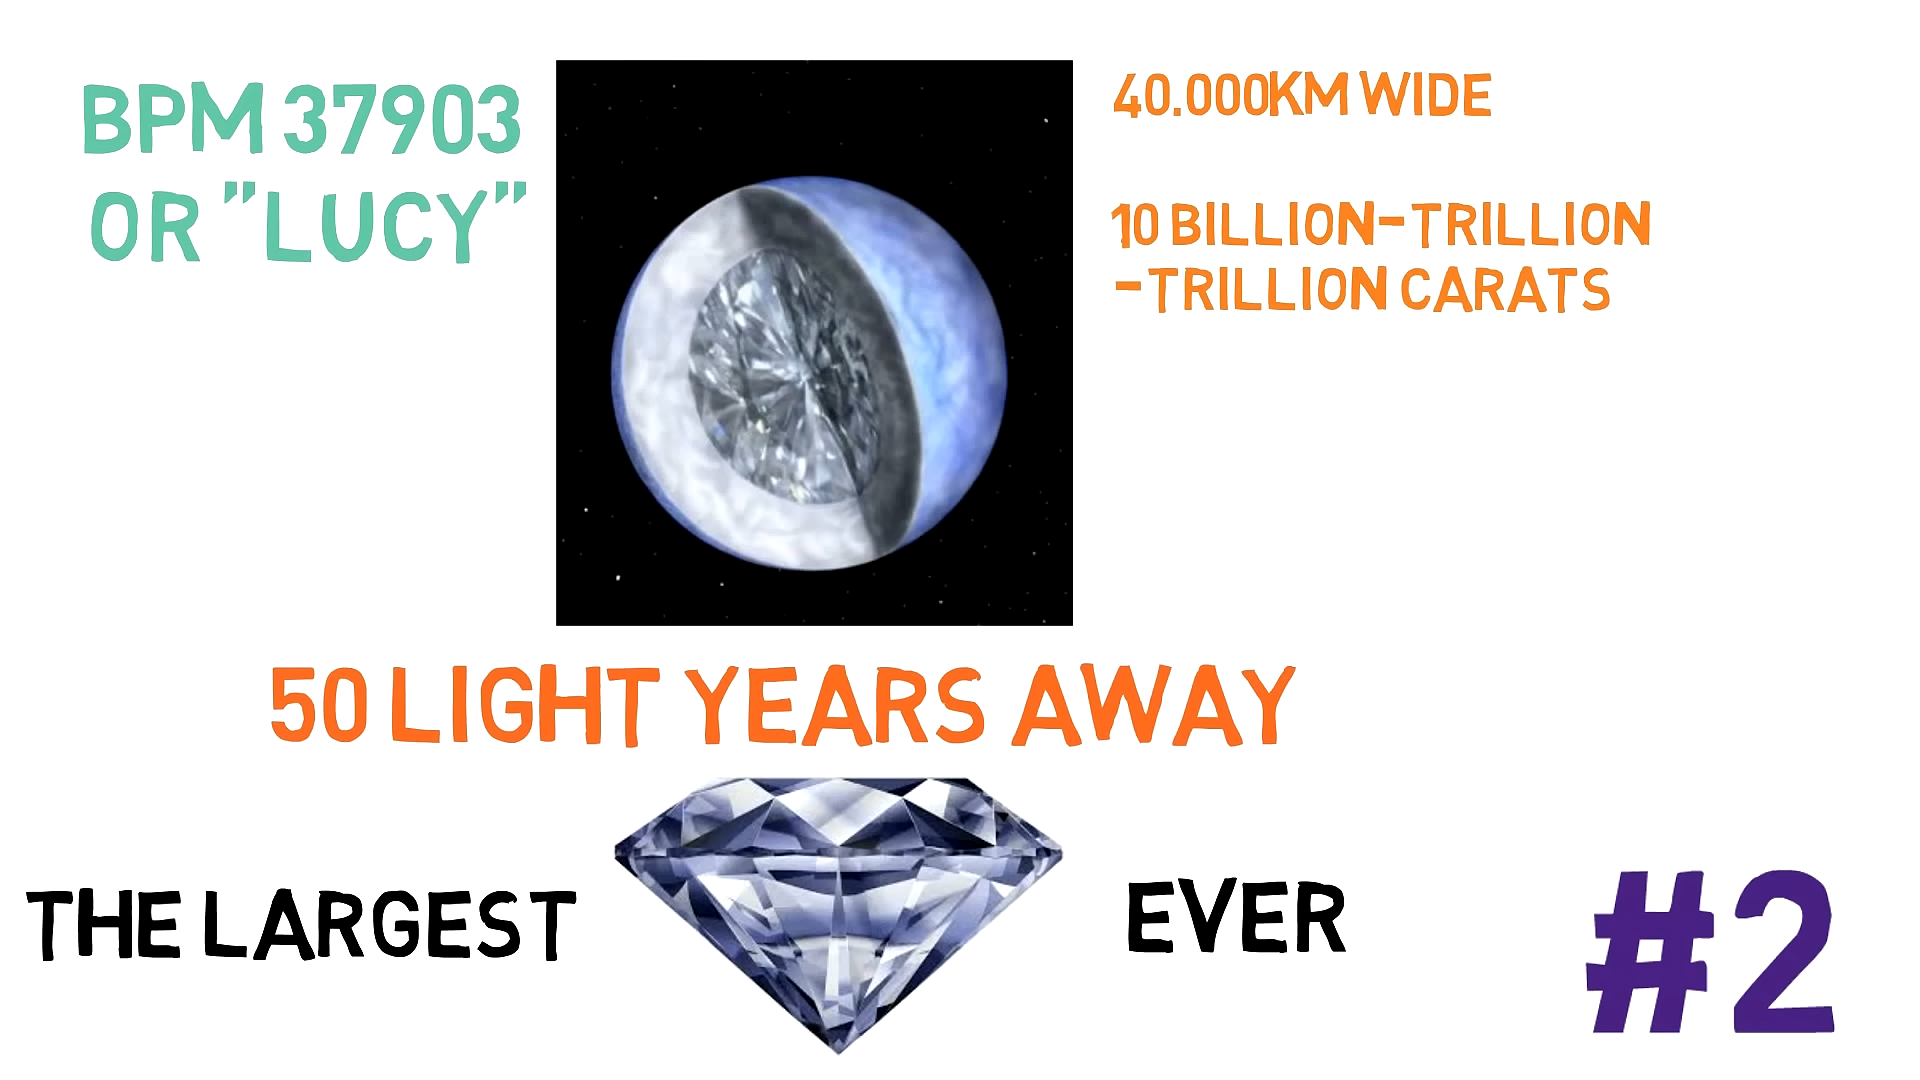 BPM 37903
OR "LUCY"
40.000KM WIDE
10 BILLION-TRILLION
-TRILLION CARATS
50 LIGHT YEARS AWAY
THE LARGEST EVER
#2